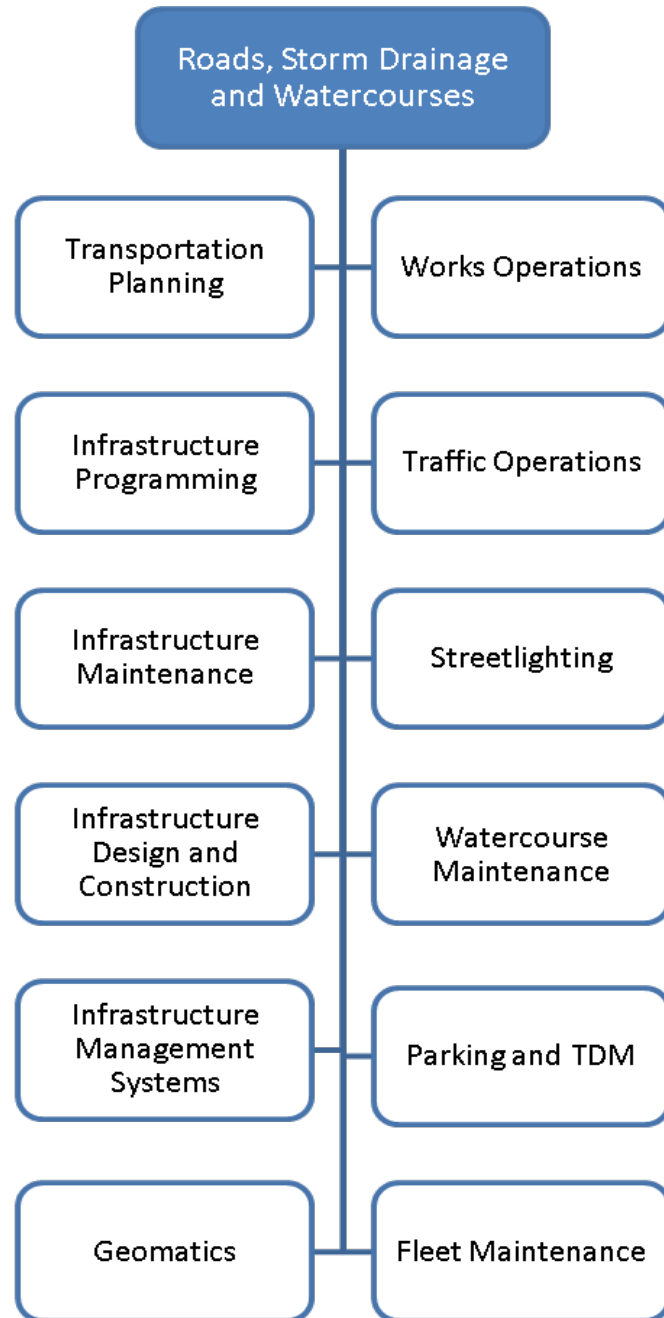 Roads, Storm Drainage
and Watercourses
Transportation
Planning
Works Operations
Infrastructure
Programming
Traffic Operations
Infrastructure
Maintenance
Streetlighting
Infrastructure
Design and
Construction
Watercourse
Maintenance
Infrastructure
Management
Systems
Parking and TDM
Geomatics
Fleet Maintenance